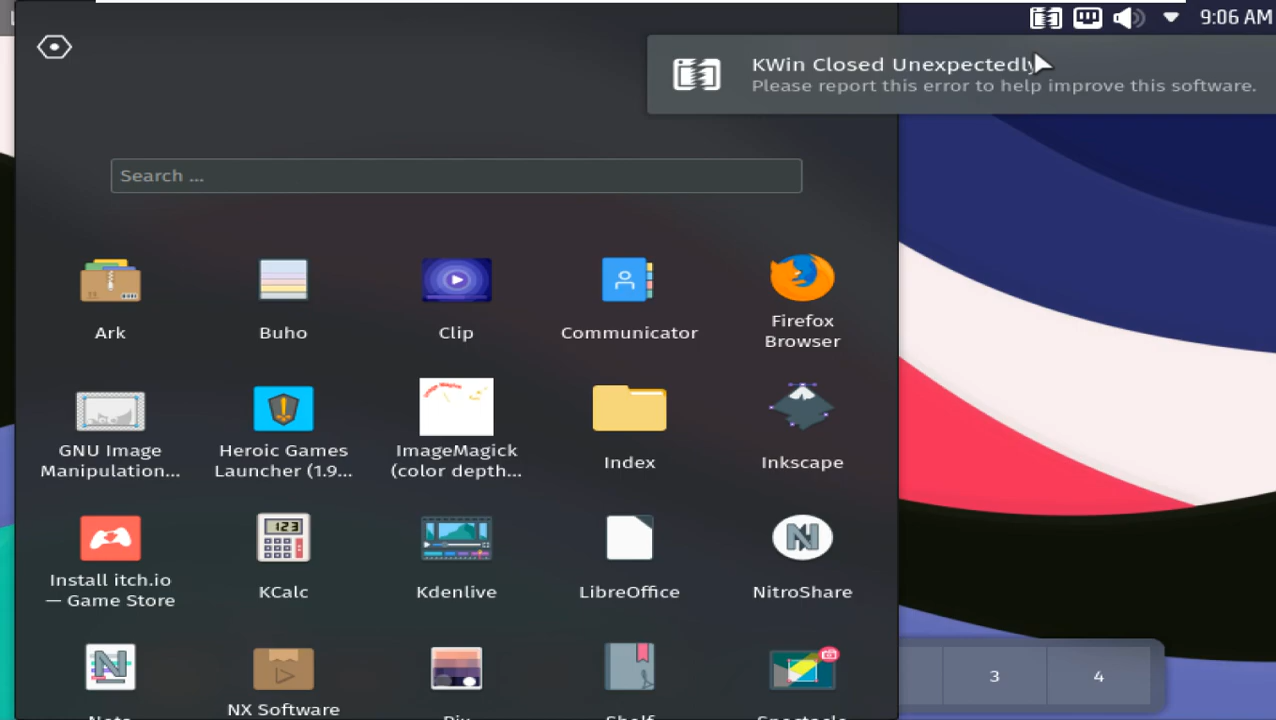 9:06 AM
KWin Closed Unexpectedly
Please report this error to help improve this software.
Search ...
Ark
Buho
Clip
Communicator
Firefox
Browser
GNU Image
Manipulation...
Heroic Games
Launcher (1.9...
ImageMagick
(color depth...
Index
Inkscape
Install itch.io
— Game Store
KCalc
123
Kdenlive
LibreOffice
NitroShare
NX Software
3
4